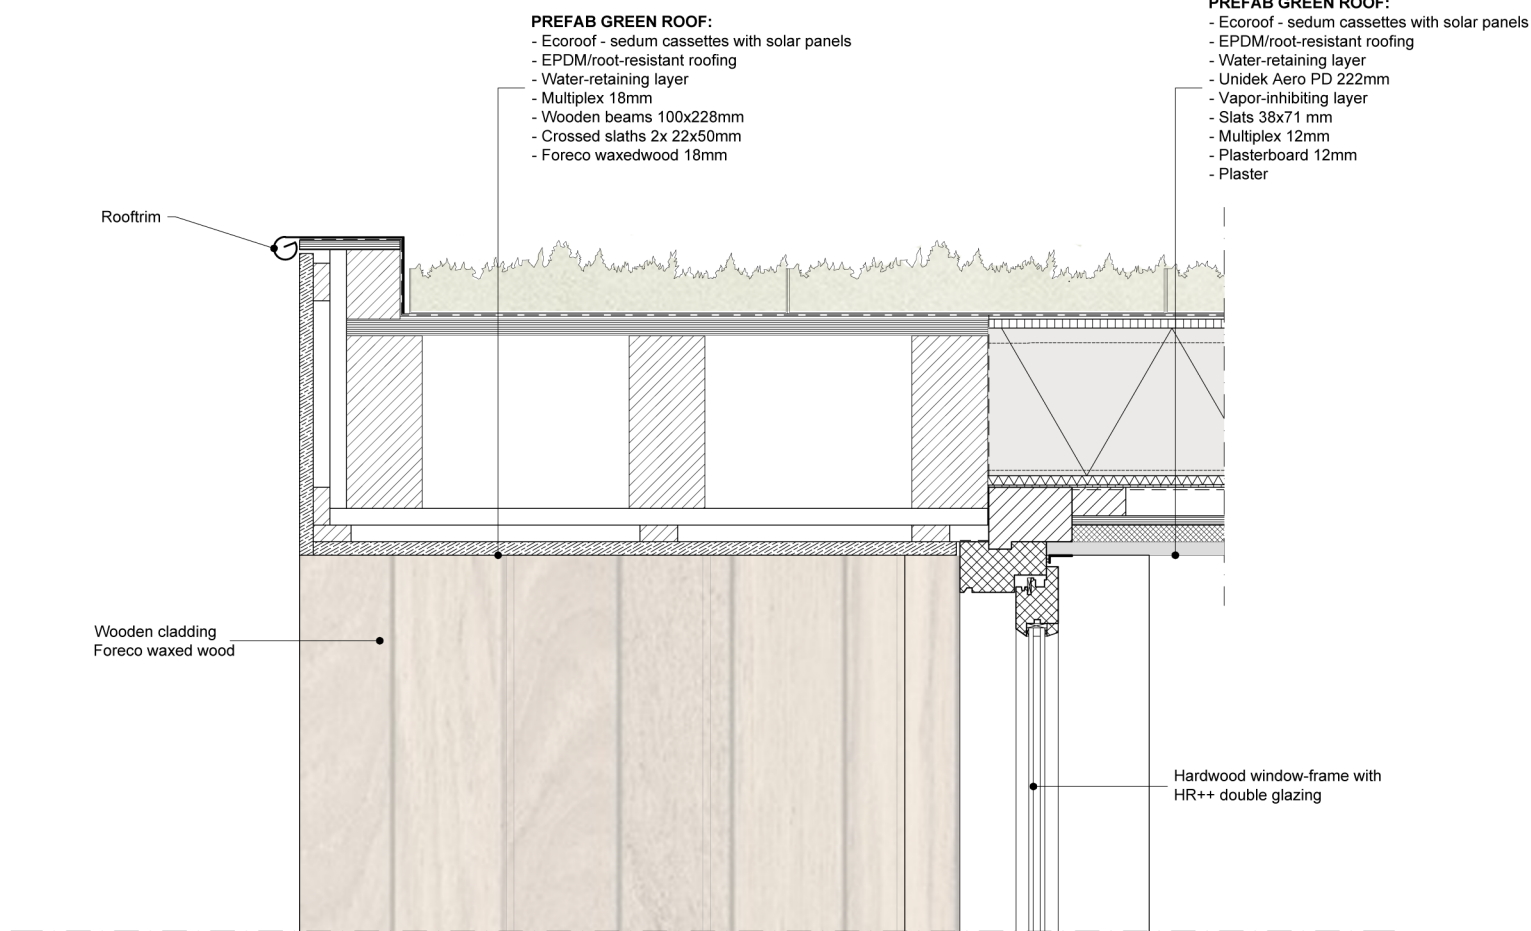 PREFAB GREEN ROOF:
- Ecoroof - sedum cassettes with solar panels
- EPDM/root-resistant roofing
- Water-retaining layer
- Multiplex 18mm
- Wooden beams 100x228mm
- Crossed slaths 2x 22x50mm
- Foreco waxedwood 18mm
PREFAB GREEN ROOF:
- Ecoroof - sedum cassettes with solar panels
- EPDM/root-resistant roofing
- Water-retaining layer
- Unidek Aero PD 222mm
- Vapor-inhibiting layer
- Slats 38x71 mm
- Multiplex 12mm
- Plasterboard 12mm
- Plaster
Rooftrim
Wooden cladding
Foreco waxed wood
Hardwood window-frame with
HR++ double glazing